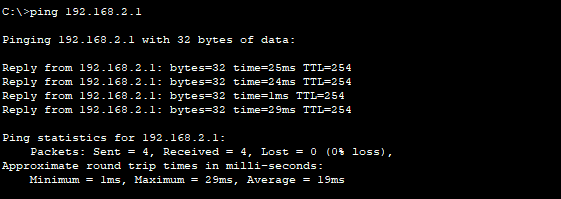 C:\>ping 192.168.2.1
Pinging 192.168.2.1 with 32 bytes of data:
Reply from 192.168.2.1: bytes=32 time=25ms TTL=254
Reply from 192.168.2.1: bytes=32 time=24ms TTL=254
Reply from 192.168.2.1: bytes=32 time=1ms TTL=254
Reply from 192.168.2.1: bytes=32 time=29ms TTL=254
Ping statistics for 192.168.2.1:
    Packets: Sent = 4, Received = 4, Lost = 0 (0% loss),
Approximate round trip times in milli-seconds:
    Minimum = 1ms, Maximum = 29ms, Average = 19ms